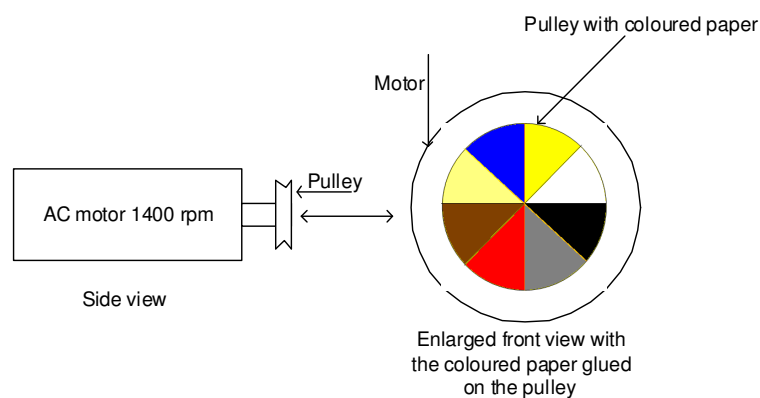 Pulley with coloured paper
Motor
Pulley
AC motor 1400 rpm
Side view
Enlarged front view with
the coloured paper glued
on the pulley